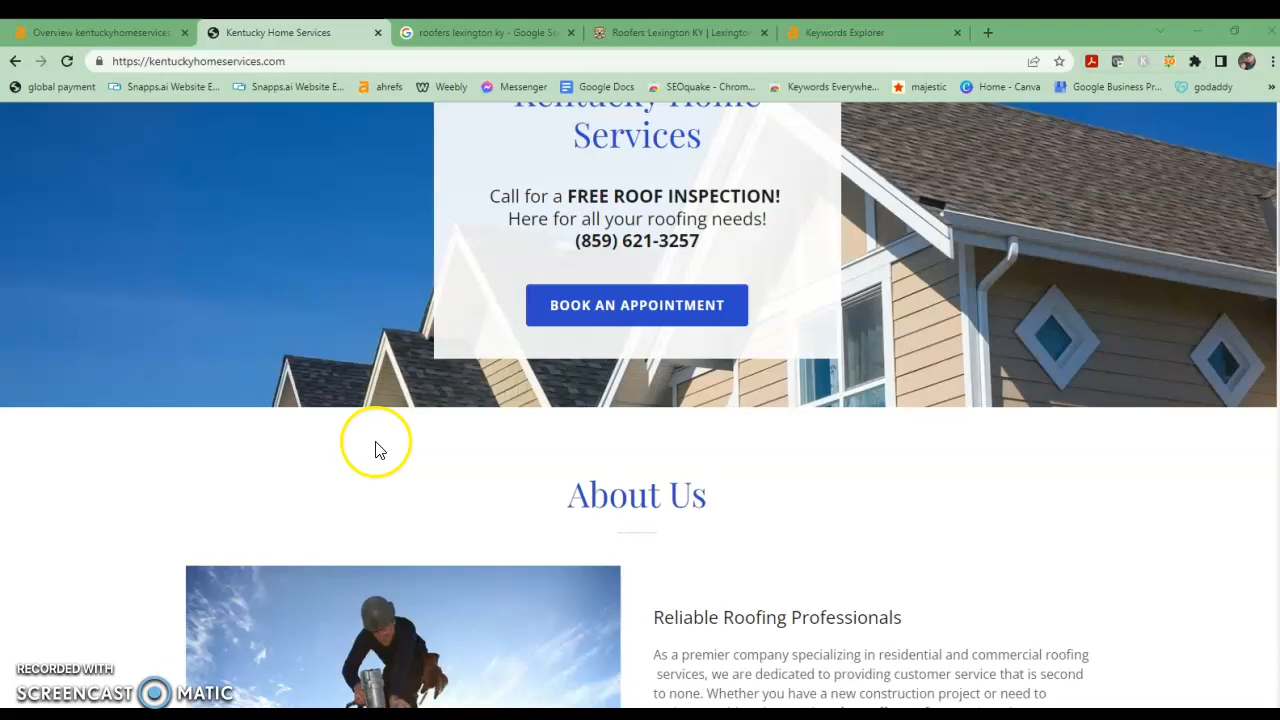 Overview kentuckyhomeservices
Kentucky Home Services
roofers lexington ky - Google Se
Roofers Lexington KY | Lexington
Keywords Explorer
https://kentuckyhomeservices.com
global payment
Snapps.ai Website E...
Snapps.ai Website E...
ahrefs
Weebly
Messenger
Google Docs
SEOquake - Chrom...
Keywords Everywhe...
majestic
Home - Canva
Google Business Pr...
godaddy
Kentucky Home
Services
Call for a FREE ROOF INSPECTION!
Here for all your roofing needs!
(859) 621-3257
BOOK AN APPOINTMENT
About Us
Reliable Roofing Professionals
As a premier company specializing in residential and commercial roofing
services, we are dedicated to providing customer service that is second
to none. Whether you have a new construction project or need to
RECORDED WITH
SCREENCAST MATIC